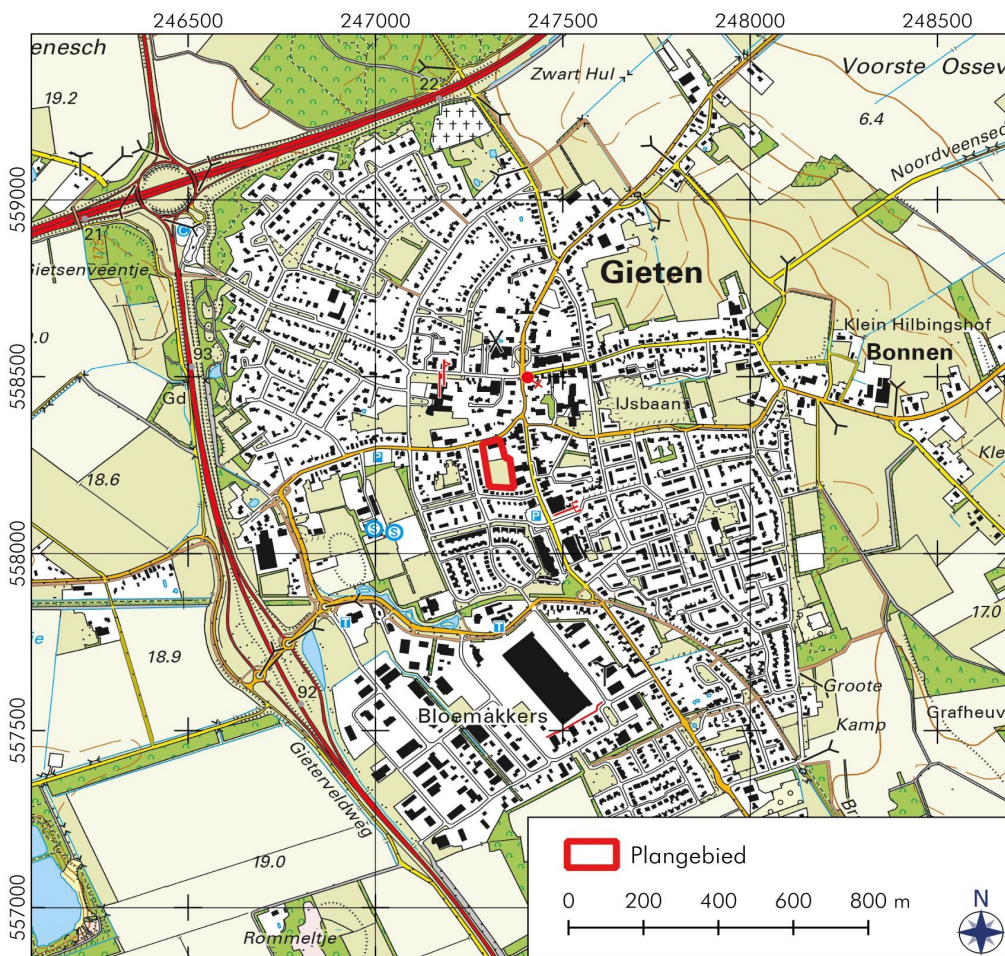 246500 247000 247500 248000 248500
enesch
22
Zwart Hul
Voorste Ossev
19.2
6.4
Noordveensed
559000
21
C
Gieten
ietsenveentje
.0
Klein Hilbingshof
93
Bonnen
558500
Gd
IJsbaan
P
Kle
18.6
P
S S
558000
17.0
e
T T
18.9
92
Groote
Bloemakkers
Kamp
Grafheuv
557500
Gieterveldweg
Br
Plangebied
19.0
0 200 400 600 800 m
557000
N
Rommeltje